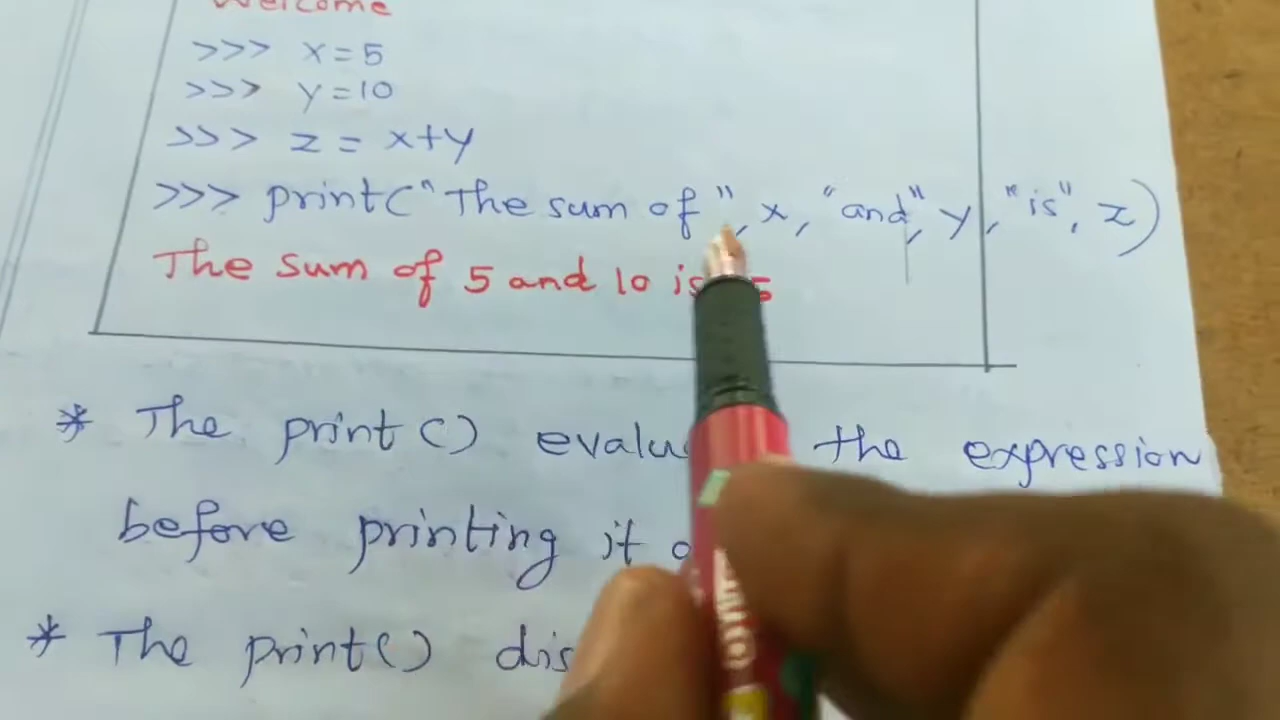 Welcome
>>> x=5
>>> y=10
>>> z = x+y
>>> print("The sum of", x, "and", y, "is", z)
The sum of 5 and 10 is
* The print() the expression
before printing it
* The print()